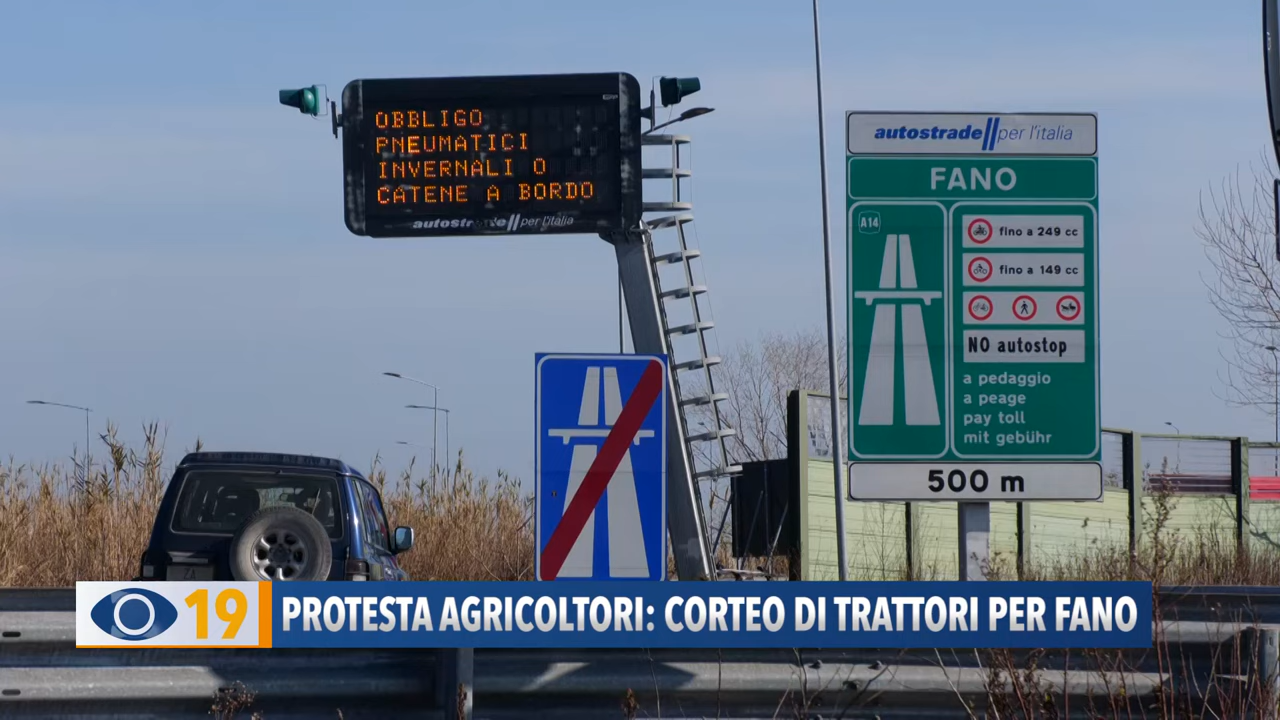 OBBLIGO
PNEUMATICI
INVERNALI O
CATENE A BORDO
autostrade//per l'italia
autostrade//per l'italia
FANO
A14
fino a 249 cc
fino a 149 cc
NO autostop
a pedaggio
a peage
pay toll
mit gebühr
500 m
19
PROTESTA AGRICOLTORI: CORTEO DI TRATTORI PER FANO